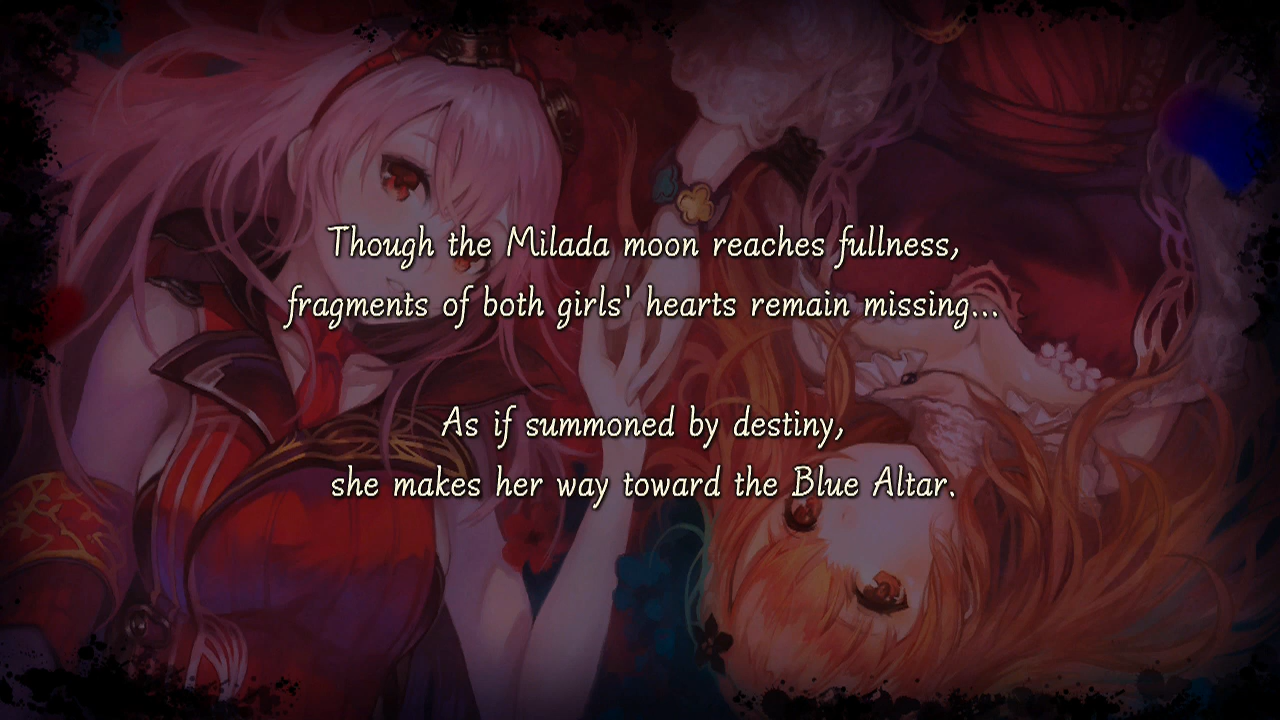 Though the Milada moon reaches fullness,
fragments of both girls' hearts remain missing...
As if summoned by destiny,
she makes her way toward the Blue Altar.